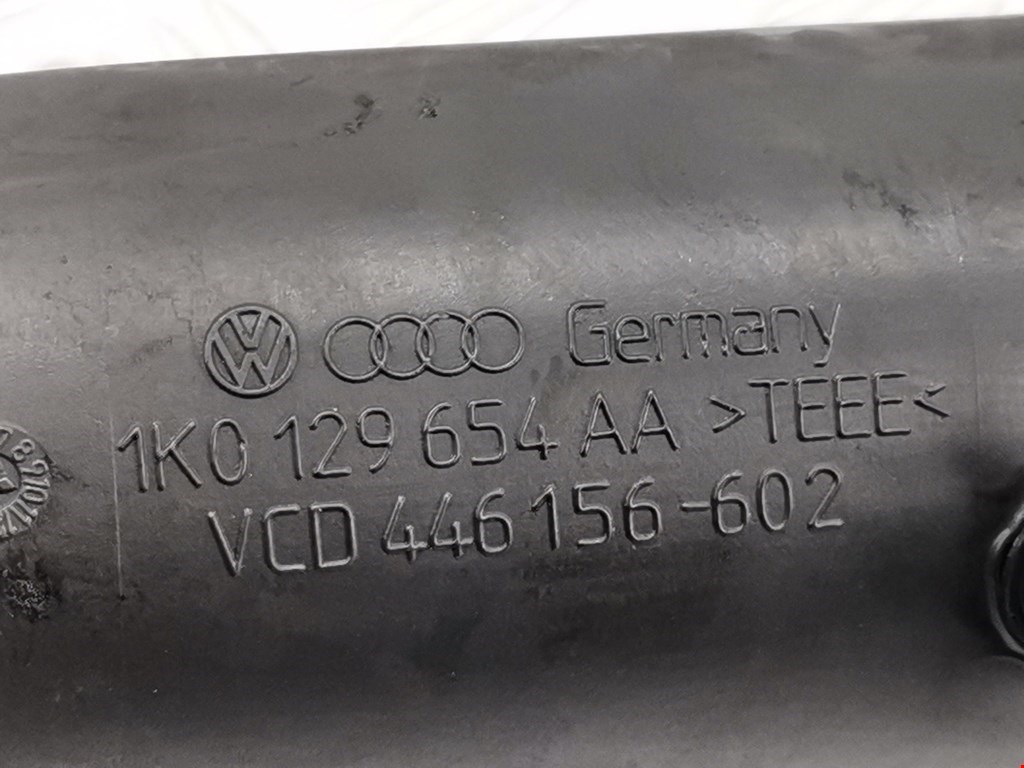 Germany
1K0 129 654 AA >TEEE<
VCD 446 156-602